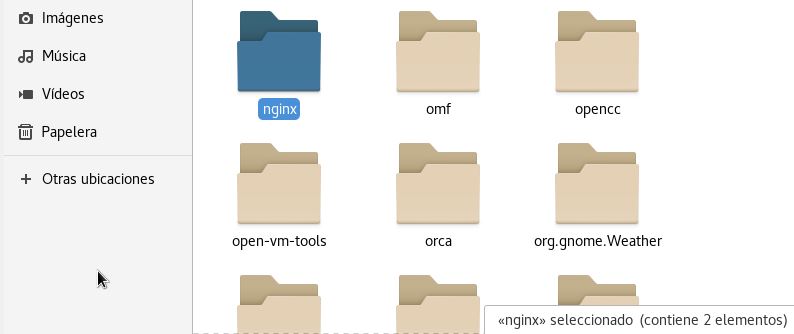 Imágenes
Música
Vídeos
Papelera
Otras ubicaciones
nginx
omf
opencc
open-vm-tools
orca
org.gnome.Weather
«nginx» seleccionado (contiene 2 elementos)